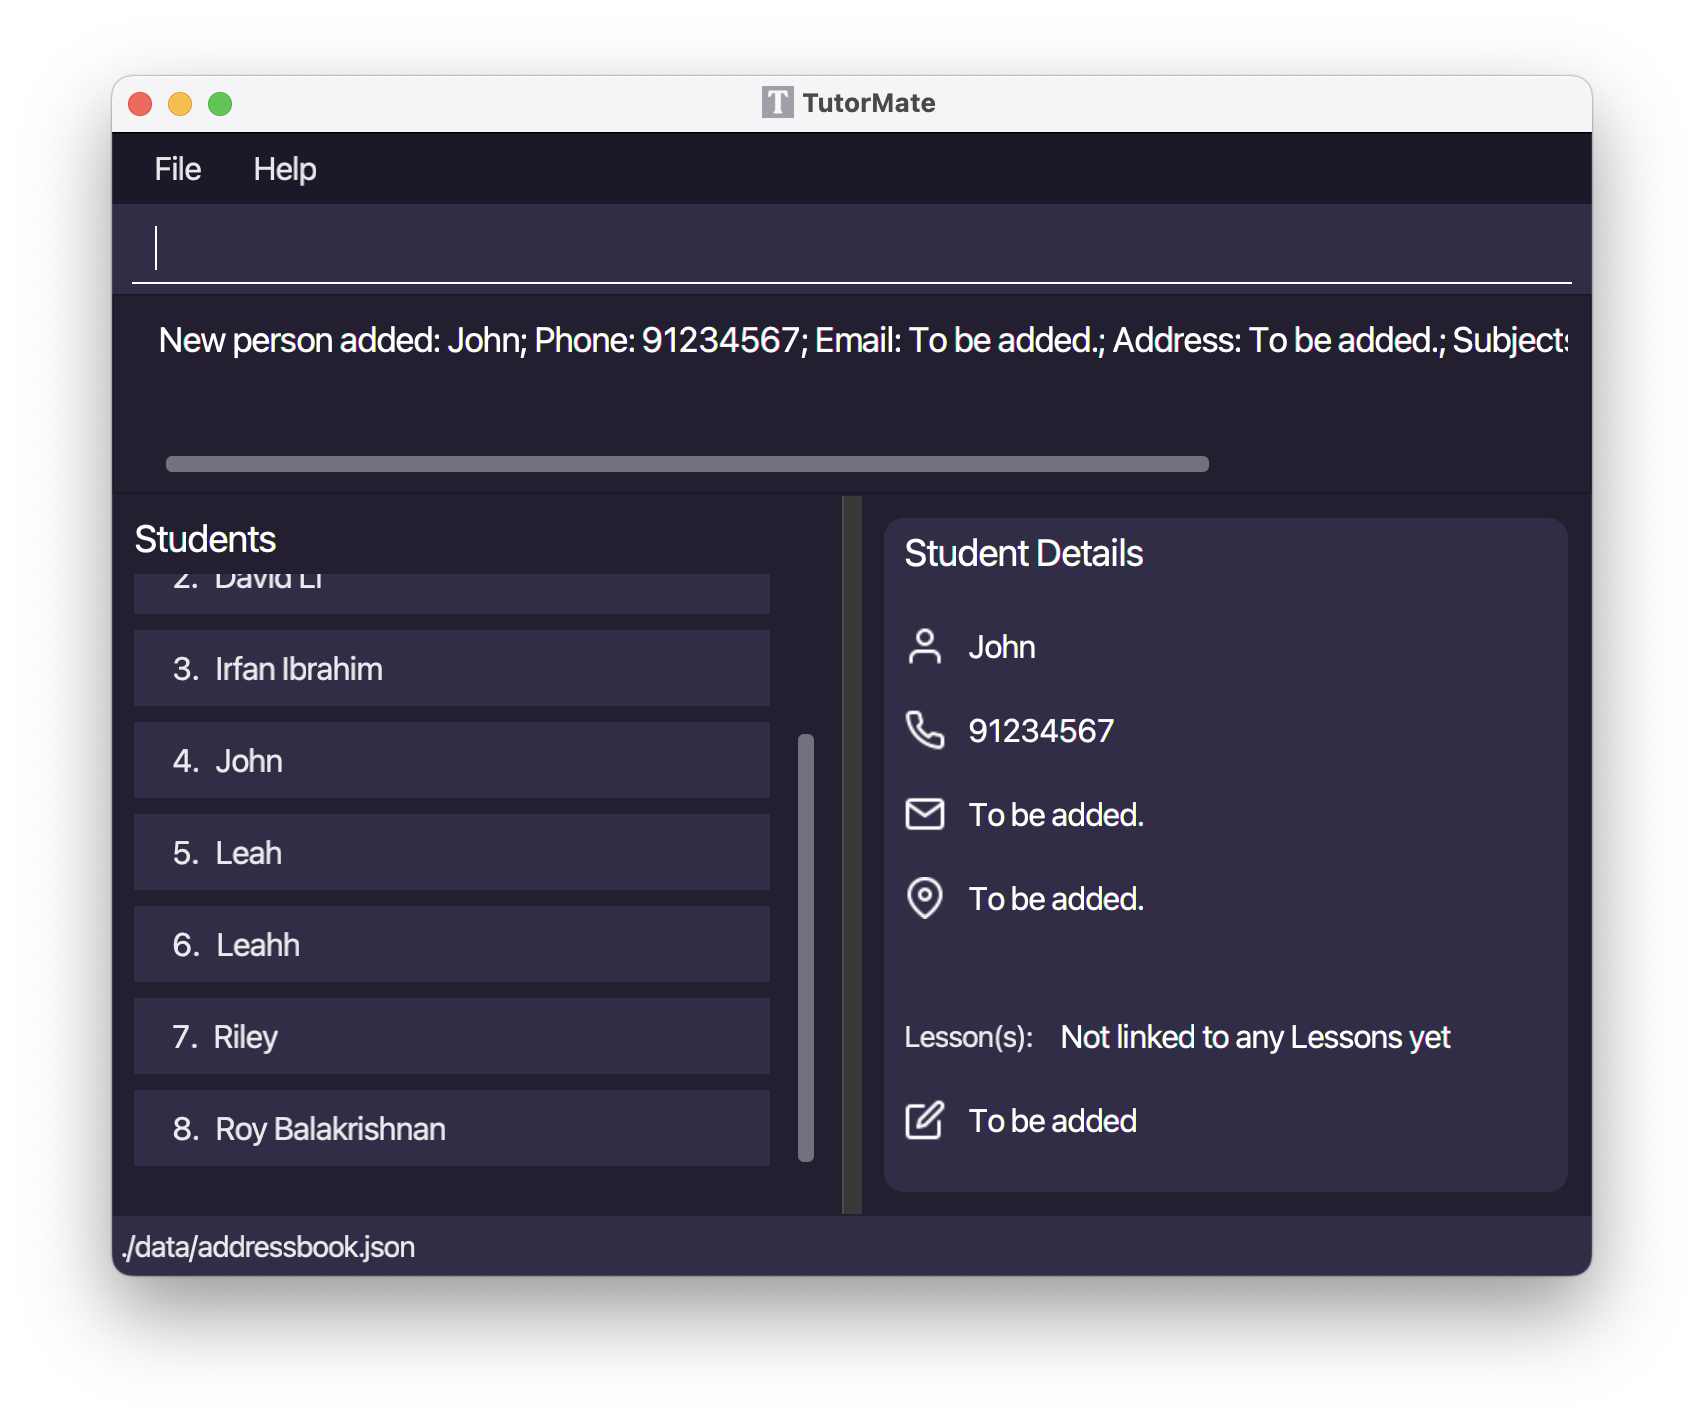 TutorMate
File Help
New person added: John; Phone: 91234567; Email: To be added.; Address: To be added.; Subjects
Students
2. David Li
3. Irfan Ibrahim
4. John
5. Leah
6. Leahh
7. Riley
8. Roy Balakrishnan
Student Details
John
91234567
To be added.
To be added.
Lesson(s): Not linked to any Lessons yet
To be added
./data/addressbook.json